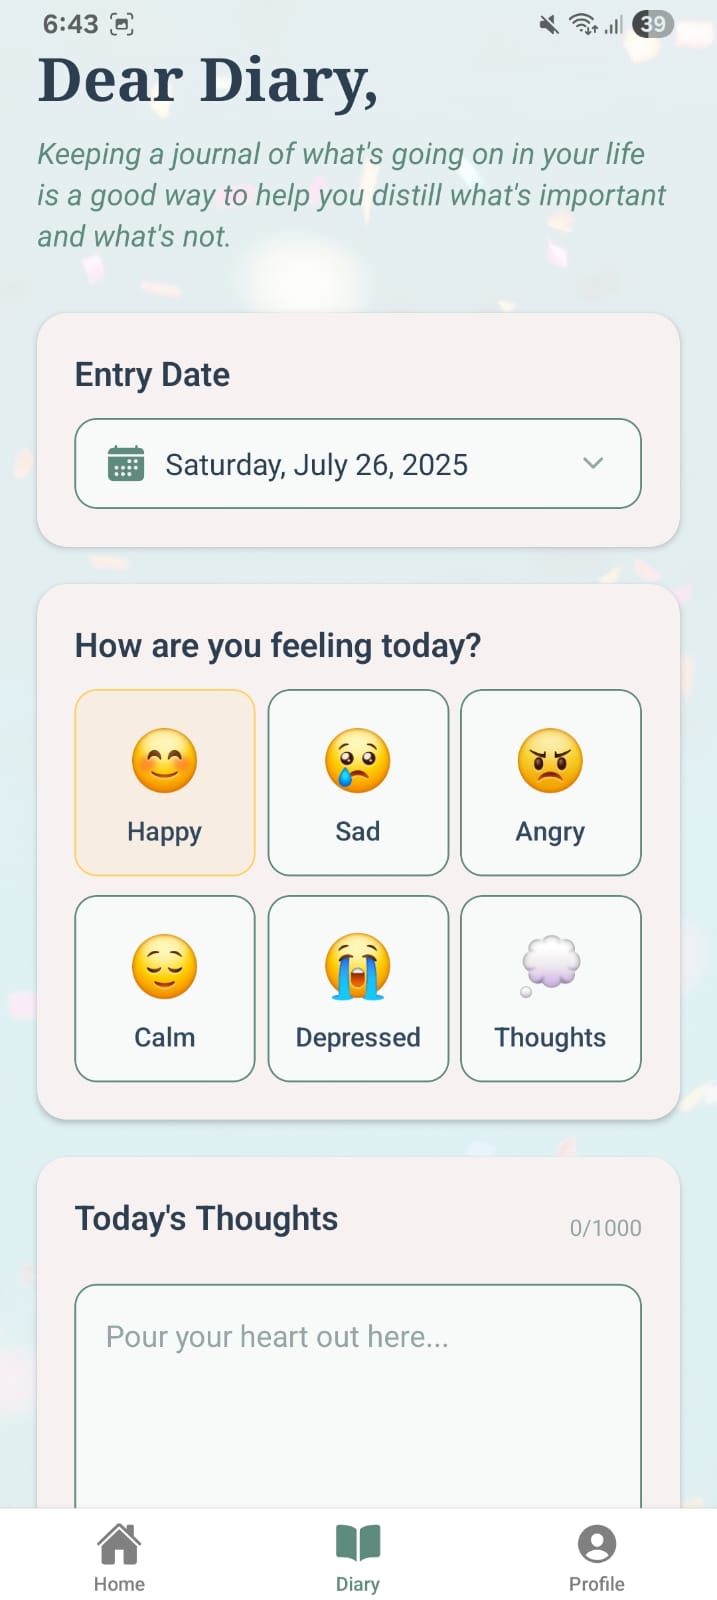 6:43
39
Dear Diary,
Keeping a journal of what's going on in your life
is a good way to help you distill what's important
and what's not.
Entry Date
Saturday, July 26, 2025
How are you feeling today?
Happy
Sad
Angry
Calm
Depressed
Thoughts
Today's Thoughts
0/1000
Pour your heart out here...
Home
Diary
Profile